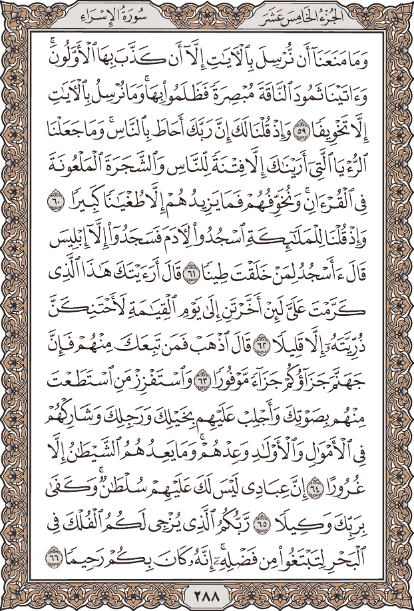 الجزء الخامس عشر سورة الإسراء
وَمَا مَنَعَنَآ أَن نُّرْسِلَ بِٱلْءَايَٰتِ إِلَّآ أَن كَذَّبَ بِهَا ٱلْأَوَّلُونَۚ
وَءَاتَيْنَا ثَمُودَ ٱلنَّاقَةَ مُبْصِرَةً فَظَلَمُوا۟ بِهَاۚ وَمَا نُرْسِلُ بِٱلْءَايَٰتِ
إِلَّا تَخْوِيفًا ٥٩ وَإِذْ قُلْنَا لَكَ إِنَّ رَبَّكَ أَحَاطَ بِٱلنَّاسِۚ وَمَا جَعَلْنَا
ٱلرُّءْيَا ٱلَّتِىٓ أَرَيْنَٰكَ إِلَّا فِتْنَةً لِّلنَّاسِ وَٱلشَّجَرَةَ ٱلْمَلْعُونَةَ
فِى ٱلْقُرْءَانِۚ وَنُخَوِّفُهُمْ فَمَا يَزِيدُهُمْ إِلَّا طُغْيَٰنًا كَبِيرًا ٦٠
وَإِذْ قُلْنَا لِلْمَلَٰٓئِكَةِ ٱسْجُدُوا۟ لِءَادَمَ فَسَجَدُوٓا۟ إِلَّآ إِبْلِيسَ
قَالَ ءَأَسْجُدُ لِمَنْ خَلَقْتَ طِينًا ٦١ قَالَ أَرَءَيْتَكَ هَٰذَا ٱلَّذِى
كَرَّمْتَ عَلَىَّ لَئِنْ أَخَّرْتَنِ إِلَىٰ يَوْمِ ٱلْقِيَٰمَةِ لَأَحْتَنِكَنَّ
ذُرِّيَّتَهُۥٓ إِلَّا قَلِيلًا ٦٢ قَالَ ٱذْهَبْ فَمَن تَبِعَكَ مِنْهُمْ فَإِنَّ
جَهَنَّمَ جَزَآؤُكُمْ جَزَآءً مَّوْفُورًا ٦٣ وَٱسْتَفْزِزْ مَنِ ٱسْتَطَعْتَ
مِنْهُم بِصَوْتِكَ وَأَجْلِبْ عَلَيْهِم بِخَيْلِكَ وَرَجِلِكَ وَشَارِكْهُمْ
فِى ٱلْأَمْوَٰلِ وَٱلْأَوْلَٰدِ وَعِدْهُمْۚ وَمَا يَعِدُهُمُ ٱلشَّيْطَٰنُ إِلَّا
غُرُورًا ٦٤ إِنَّ عِبَادِى لَيْسَ لَكَ عَلَيْهِمْ سُلْطَٰنٌۚ وَكَفَىٰ
بِرَبِّكَ وَكِيلًا ٦٥ رَّبُّكُمُ ٱلَّذِى يُزْجِى لَكُمُ ٱلْفُلْكَ فِى
ٱلْبَحْرِ لِتَبْتَغُوا۟ مِن فَضْلِهِۦٓۚ إِنَّهُۥ كَانَ بِكُمْ رَحِيمًا ٦٦
٢٨٨